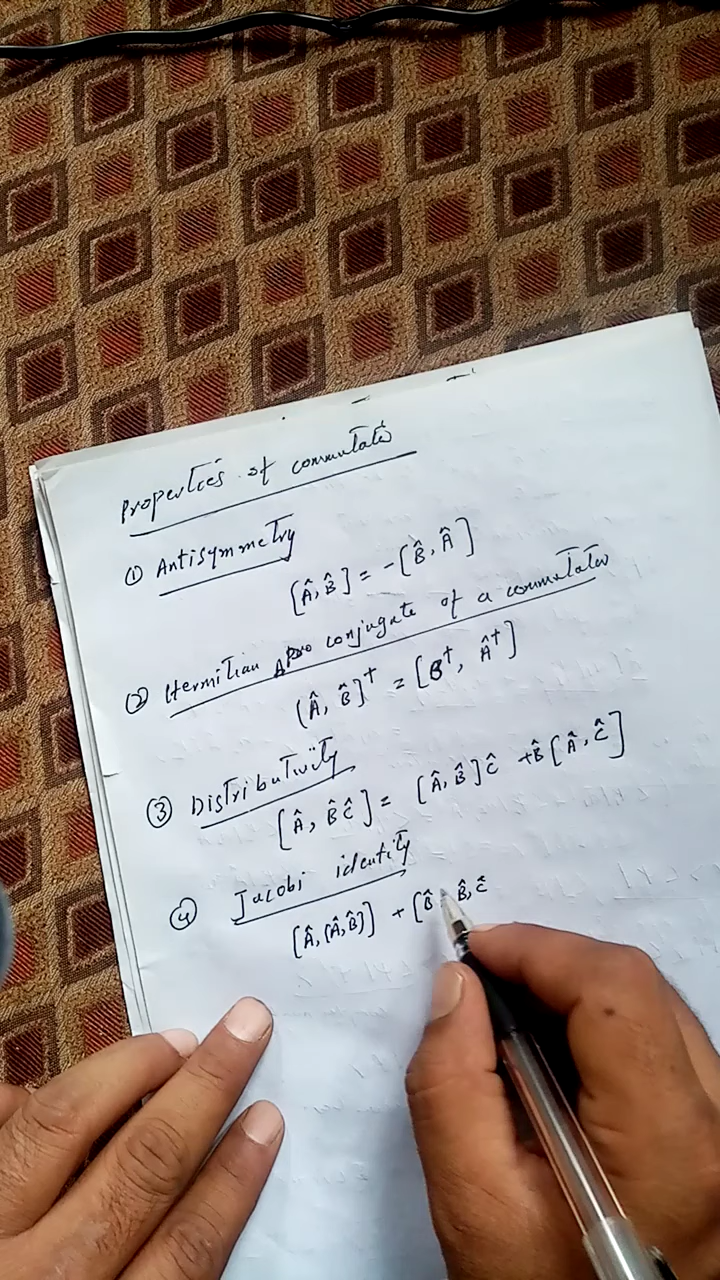 Properties of commutator
① Antisymmetry
[Â, B̂] = -[B̂, Â]
② Hermitian conjugate of a commutator
[Â, B̂]† = [B†, Â†]
③ Distributivity
[Â, B̂Ĉ] = [Â, B̂]Ĉ + B̂[Â, Ĉ]
④ Jacobi identity
[Â, [Â, B̂]] + [B̂ B̂, Ĉ